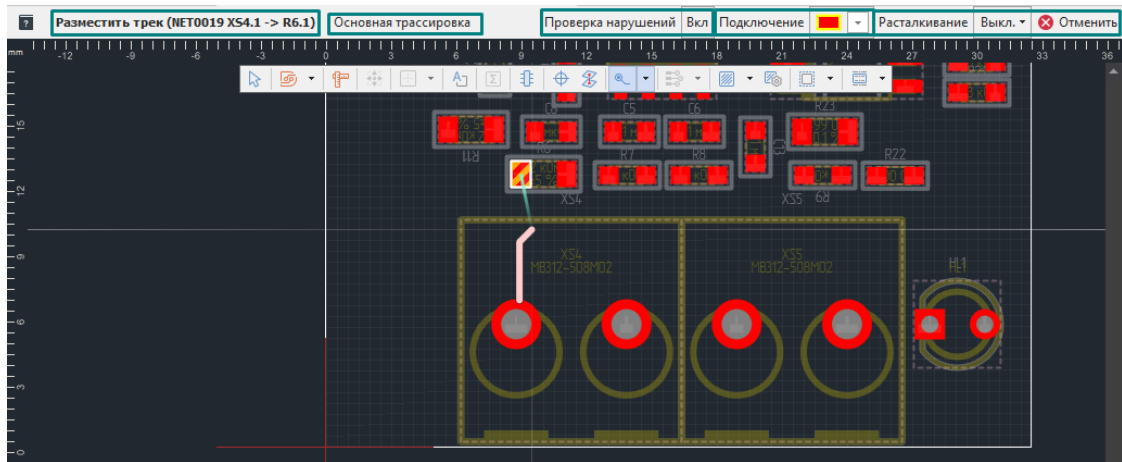 ? Разместить трек (NET0019 XS4.1 -> R6.1) Основная трассировка Проверка нарушений Вкл Подключение Расталкивание Выкл. Отменить
mm -12 -9 -6 -3 0 3 6 9 12 15 18 21 24 27 30 33 36
C5 C6 R23
15
R11 R6 R7 R8 R22
12
XS4 XS5 R9
9
XS4 XS5 HL1
MB312-508M02 MB312-508M02
6
3
0